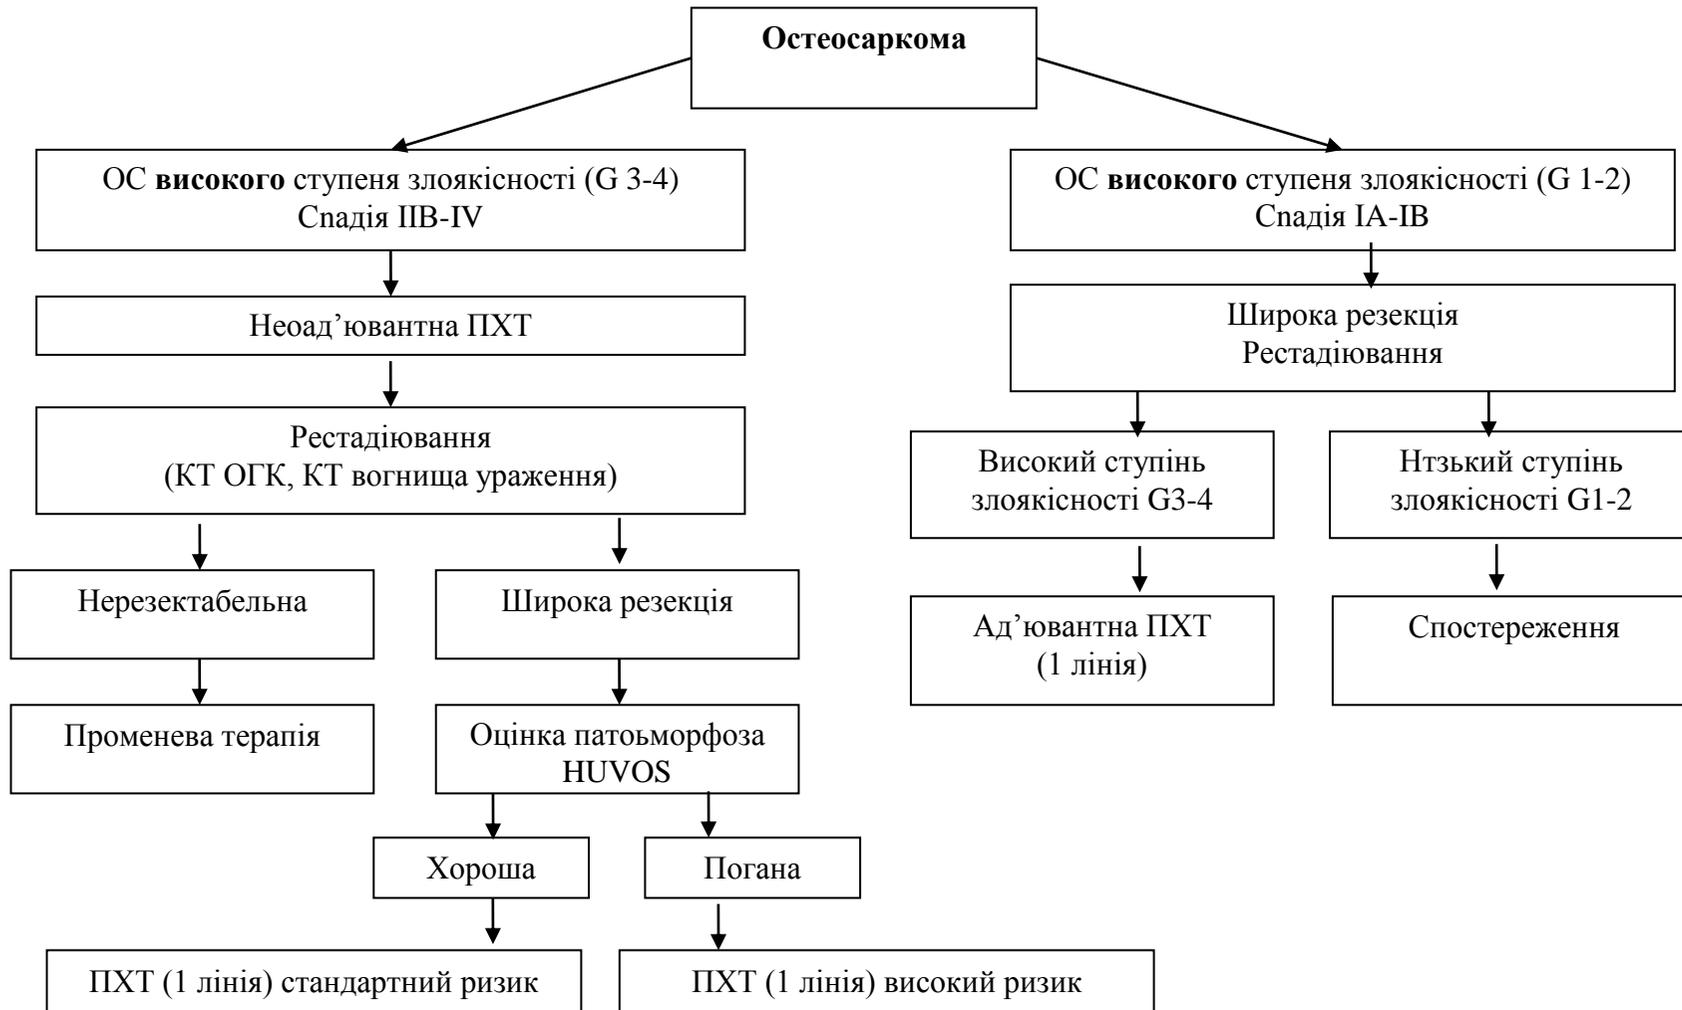 Остеосаркома
ОС високого ступеня злоякісності (G 3-4)
Сnадія IIB-IV
ОС високого ступеня злоякісності (G 1-2)
Сnадія IA-IB
Неоад’ювантна ПХТ
Широка резекція
Рестадіювання
Рестадіювання
(КТ ОГК, КТ вогнища ураження)
Високий ступінь
злоякісності G3-4
Нтзький ступінь
злоякісності G1-2
Нерезектабельна
Широка резекція
Ад’ювантна ПХТ
(1 лінія)
Спостереження
Променева терапія
Оцінка патоьморфоза
HUVOS
Хороша
Погана
ПХТ (1 лінія) стандартний ризик
ПХТ (1 лінія) високий ризик